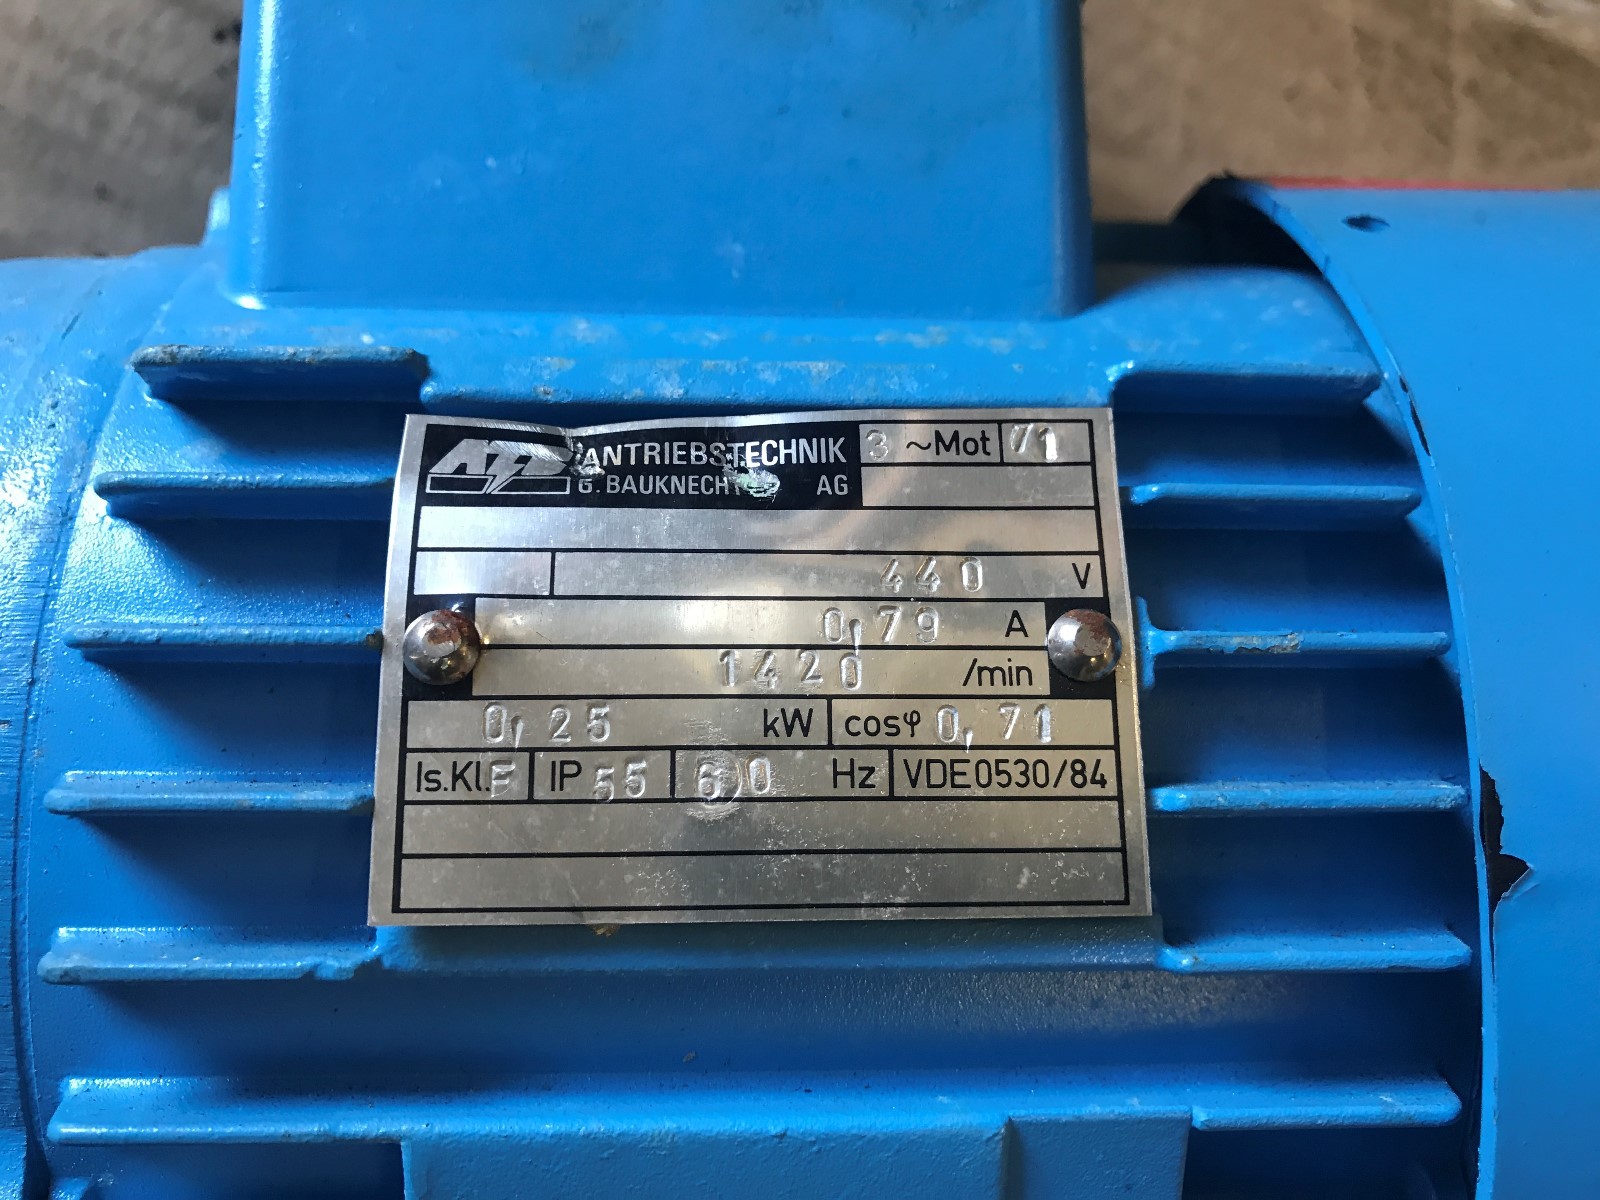 ANTRIEBSTECHNIK 3 ~Mot 71
G. BAUKNECHT AG
440 V
0,79 A
1420 /min
0,25 kW cosφ 0,71
Is.Kl.F IP 55 60 Hz VDE0530/84